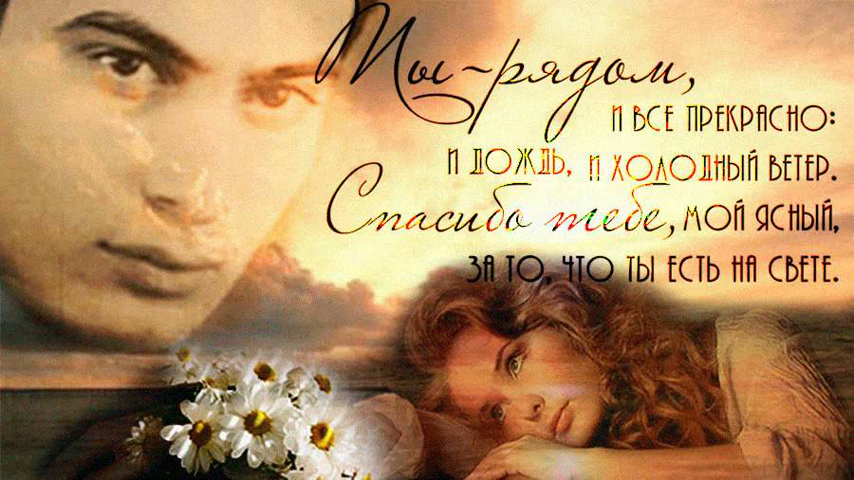 Ты-рядом,
И ВСЕ ПРЕКРАСНО:
И ДОЖДЬ, И ХОЛОДНЫЙ ВЕТЕР.
Спасибо тебе, МОЙ ЯСНЫЙ,
ЗА ТО, ЧТО ТЫ ЕСТЬ НА СВЕТЕ.